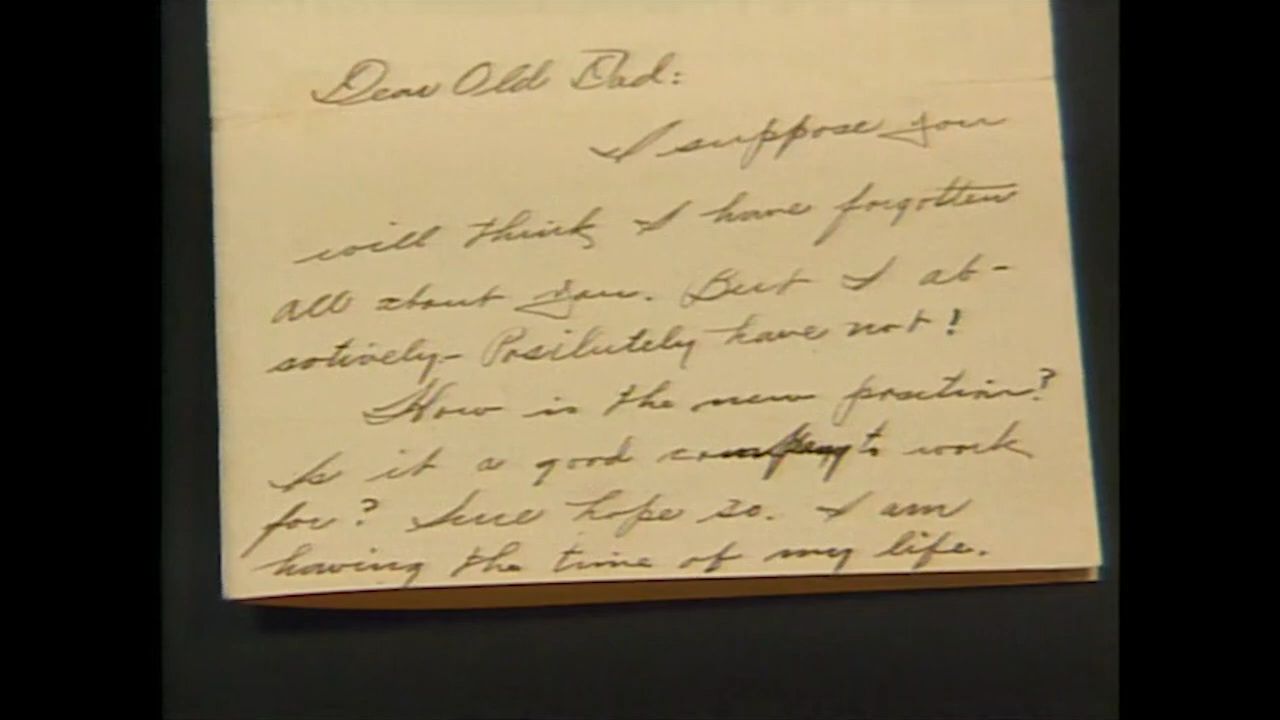 Dear Old Dad:
I suppose you
will think I have forgotten
all about you. But I ab-
sotively- Posilutely have not!
How is the new position?
Is it a good company to work
for? Sure hope so. I am
having the time of my life.